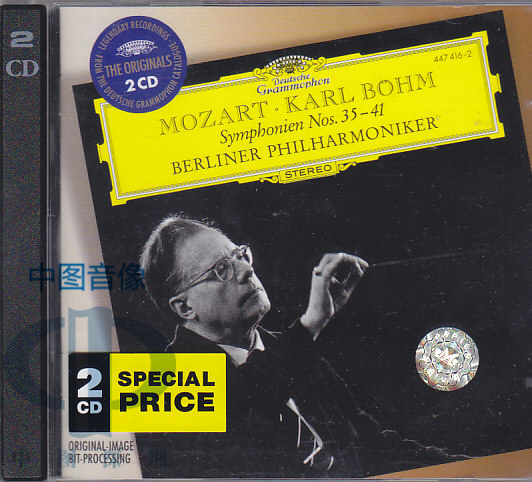 2
CD
LEGENDARY RECORDINGS
FROM THE DEUTSCHE GRAMMOPHON CATALOGUE
THE ORIGINALS
2 CD
447 416-2
Deutsche
Grammophon
MOZART · KARL BÖHM
Symphonien Nos. 35-41
BERLINER PHILHARMONIKER
STEREO
中图音像
2
CD
SPECIAL
PRICE
ORIGINAL-IMAGE
BIT-PROCESSING